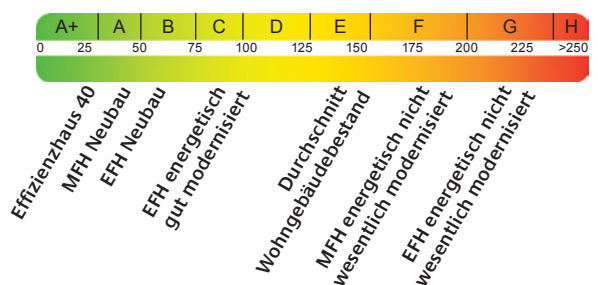 A+ A B C D E F G H
0 25 50 75 100 125 150 175 200 225 >250
Effizienzhaus 40
MFH Neubau
EFH Neubau
EFH energetisch
gut modernisiert
Durchschnitt
Wohngebäudebestand
MFH energetisch nicht
wesentlich modernisiert
EFH energetisch nicht
wesentlich modernisiert